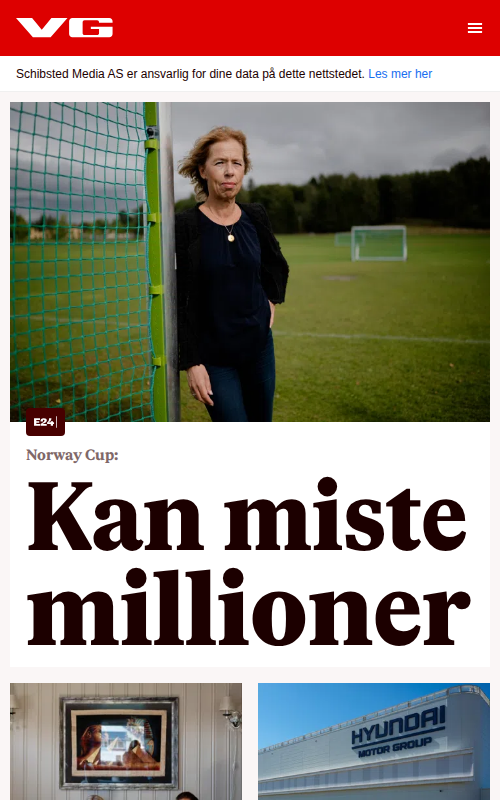 VG
Schibsted Media AS er ansvarlig for dine data på dette nettstedet. Les mer her
E24
Norway Cup:
Kan miste
millioner
HYUNDAI
MOTOR GROUP